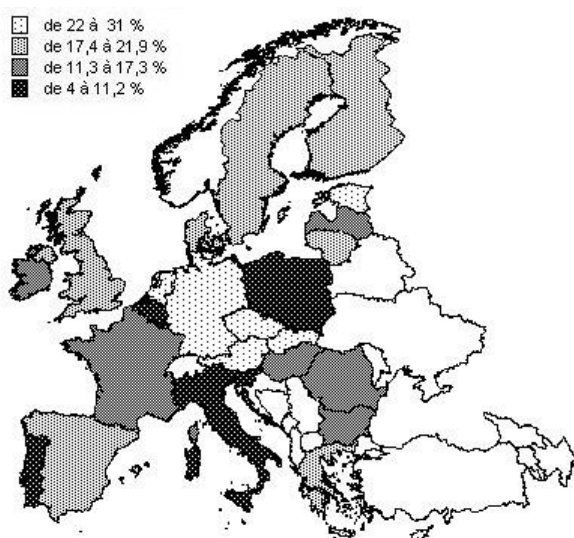 de 22 à 31 %
de 17,4 à 21,9 %
de 11,3 à 17,3 %
de 4 à 11,2 %